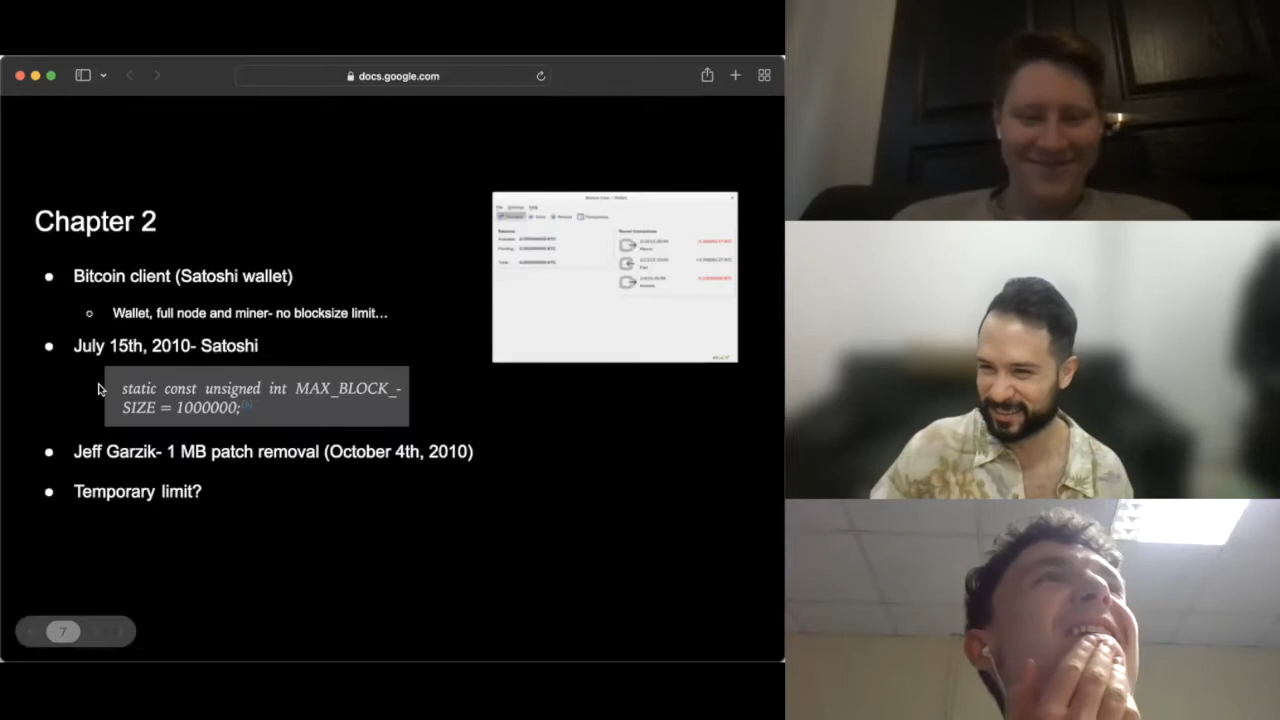 docs.google.com
Chapter 2
Bitcoin client (Satoshi wallet)
Wallet, full node and miner- no blocksize limit...
July 15th, 2010- Satoshi
static const unsigned int MAX_BLOCK_-
SIZE = 1000000;
Jeff Garzik- 1 MB patch removal (October 4th, 2010)
Temporary limit?
7